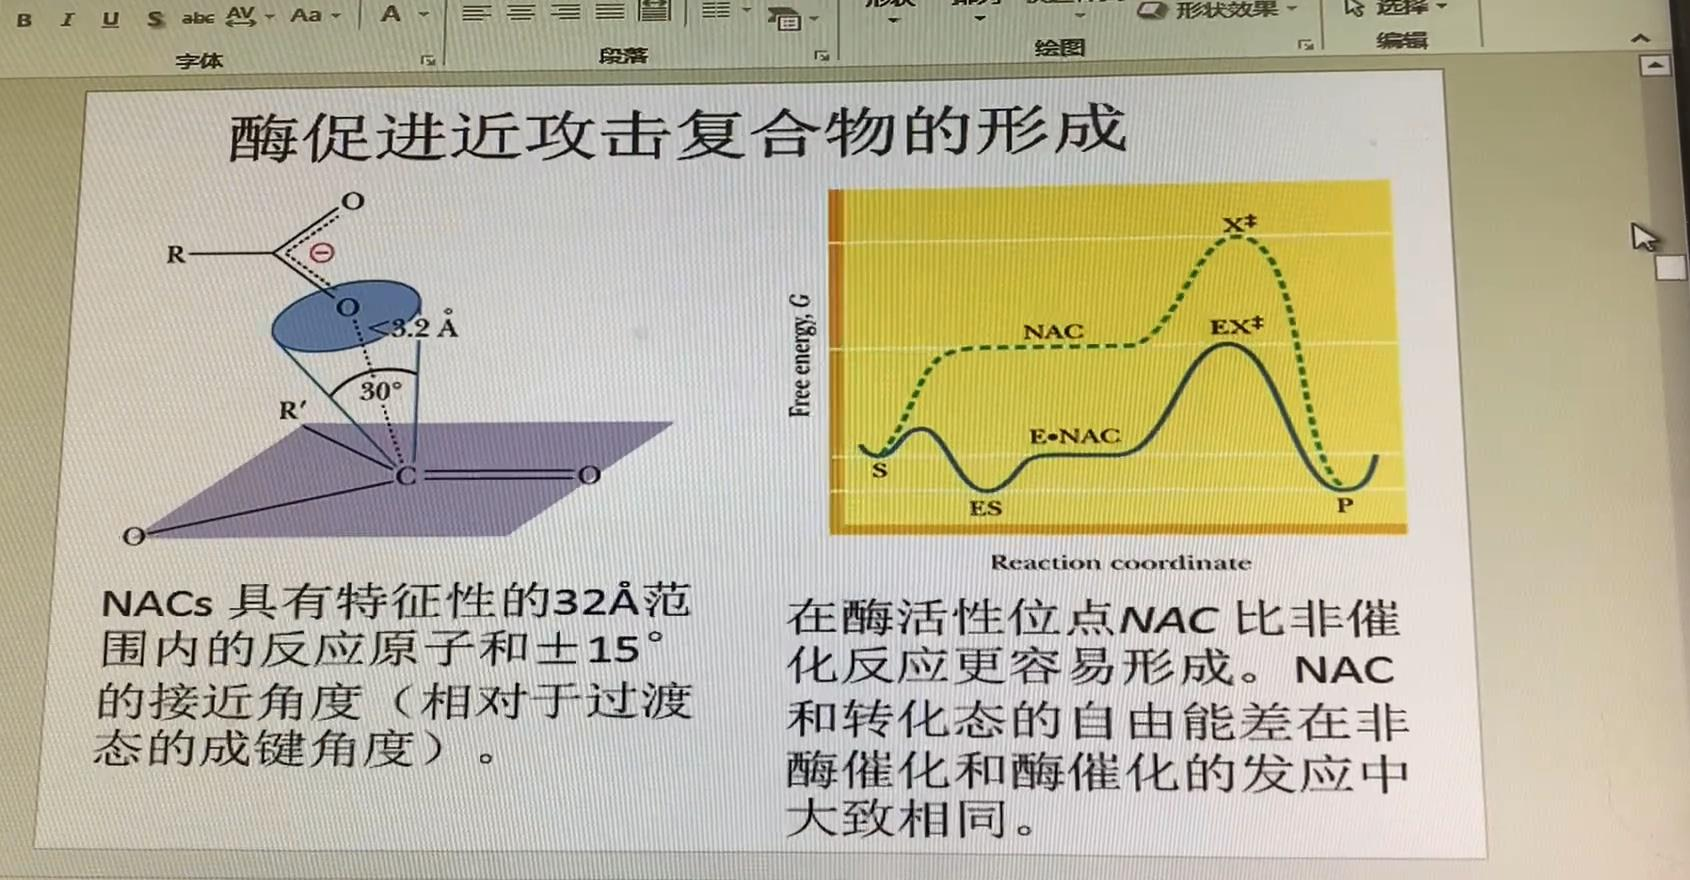 B I U S abc AV Aa A
形状效果
选择
字体
段落
绘图
编辑
酶促进近攻击复合物的形成
O
R
O
<3.2 Å
30°
R′
C
O
O
Free energy, G
X‡
NAC
EX‡
E•NAC
S
ES
P
Reaction coordinate
NACs 具有特征性的32Å范
围内的反应原子和±15°
的接近角度（相对于过渡
态的成键角度）。
在酶活性位点NAC 比非催
化反应更容易形成。NAC
和转化态的自由能差在非
酶催化和酶催化的发应中
大致相同。